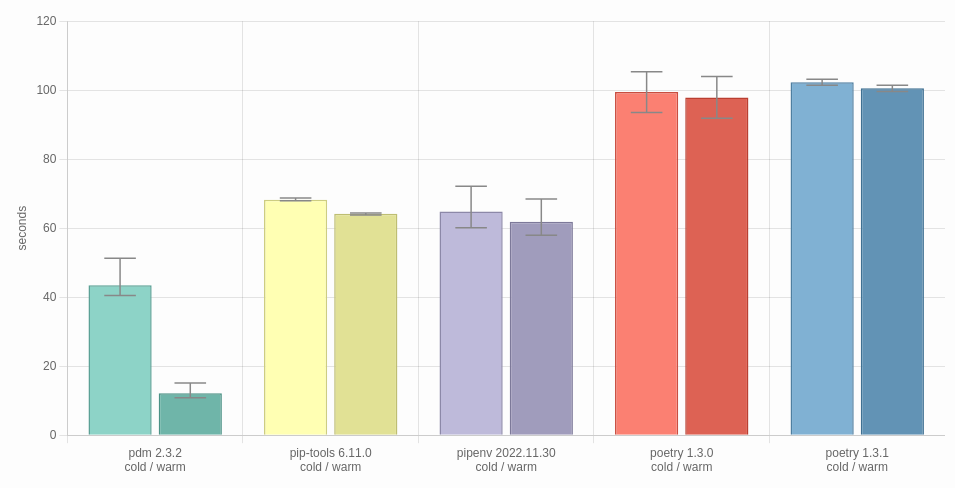 120
100
80
60
40
20
0
seconds
pdm 2.3.2
cold / warm
pip-tools 6.11.0
cold / warm
pipenv 2022.11.30
cold / warm
poetry 1.3.0
cold / warm
poetry 1.3.1
cold / warm